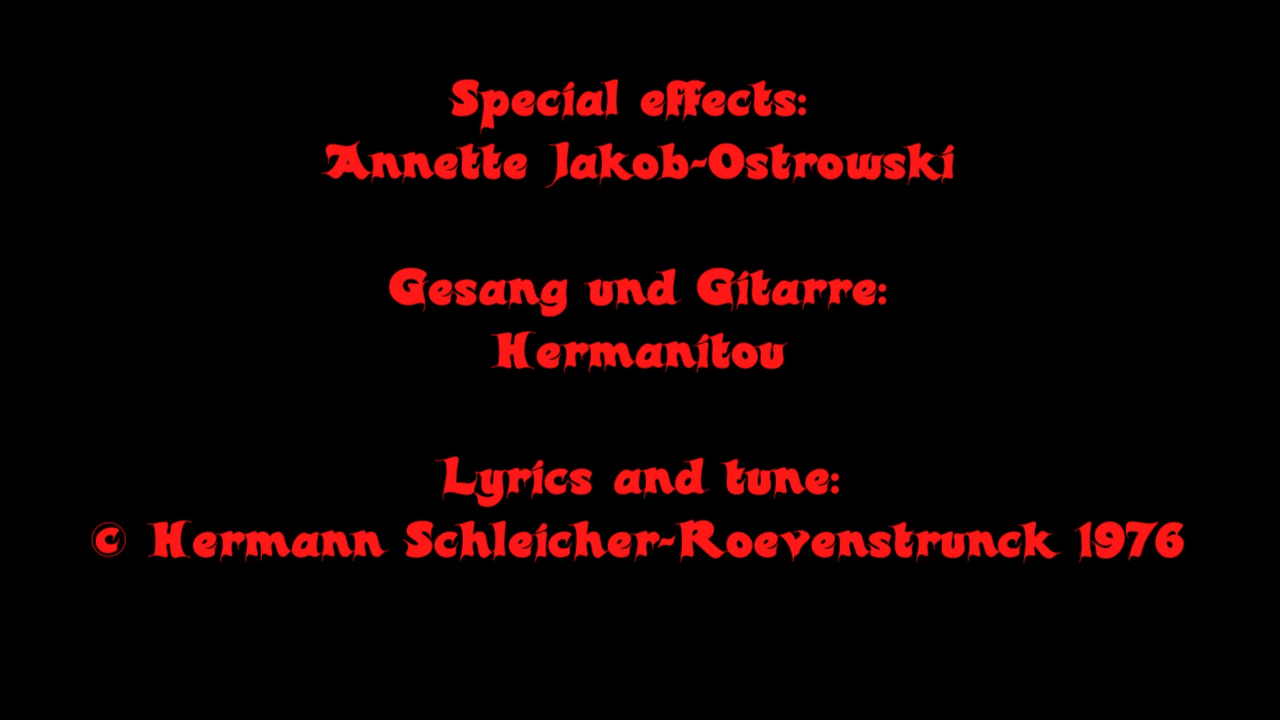 Special effects:
Annette Jakob-Ostrowski
Gesang und Gitarre:
Hermanitou
Lyrics and tune:
© Hermann Schleicher-Roevenstrunck 1976